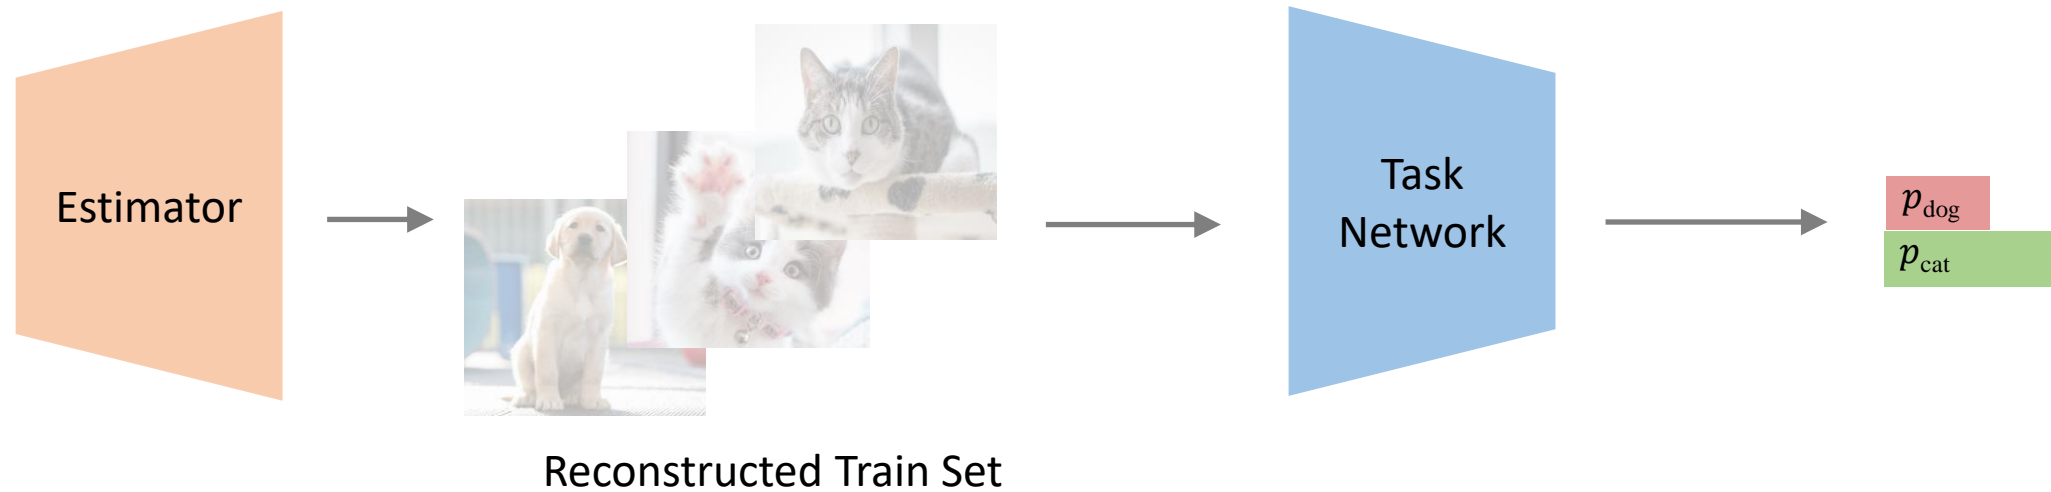 Estimator
Task
Network
p_dog
p_cat
Reconstructed Train Set